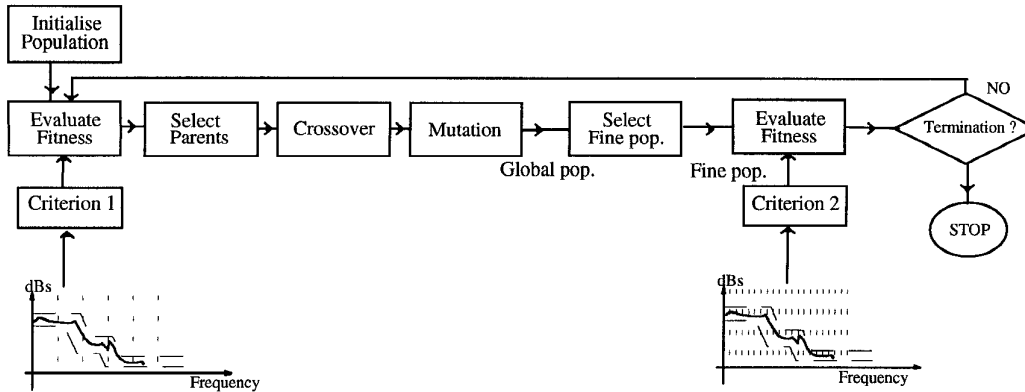 Initialise
Population
NO
Evaluate
Fitness
Select
Parents
Crossover
Mutation
Select
Fine pop.
Evaluate
Fitness
Termination ?
Global pop.
Fine pop.
Criterion 1
Criterion 2
STOP
dBs
Frequency
dBs
Frequency